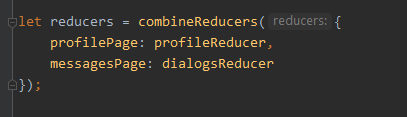 let reducers = combineReducers( reducers: {
    profilePage: profileReducer,
    messagesPage: dialogsReducer
});